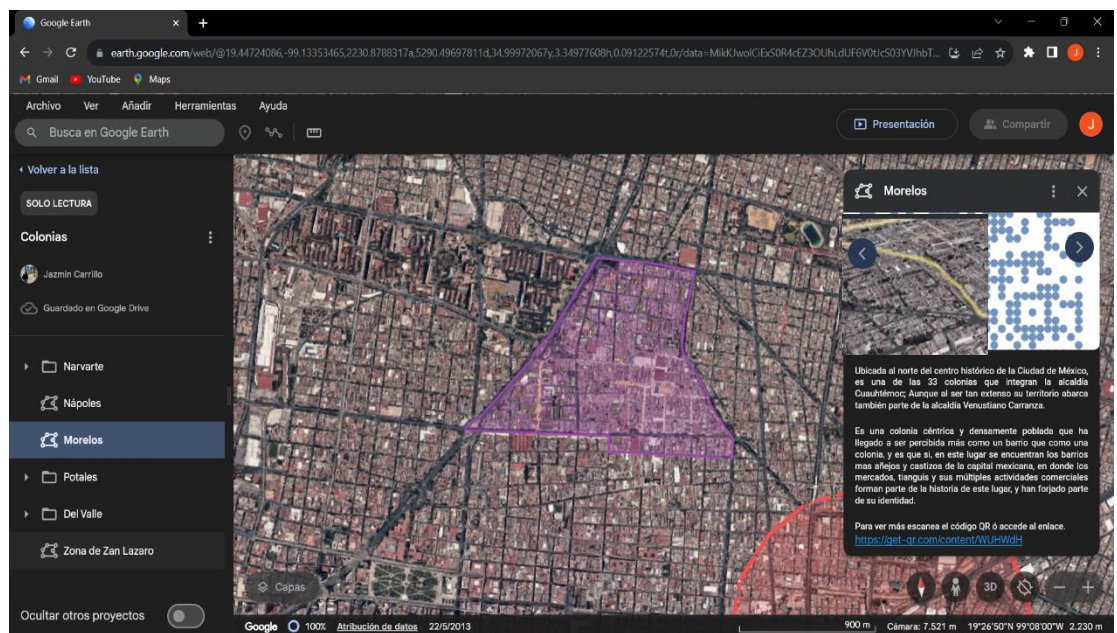 Google Earth
earth.google.com/web/@19.44724086,-99.13353465,2230.8788317a,5290.49697811d,34.99972067y,3.34977608h,0.09122574t,0r/data=
Gmail YouTube Maps
Archivo Ver Añadir Herramientas Ayuda
Busca en Google Earth
Presentación
Compartir
J
Volver a la lista
SOLO LECTURA
Colonias
Jazmin Carrillo
Guardado en Google Drive
Narvarte
Nápoles
Morelos
Potales
Del Valle
Zona de Zan Lazaro
Ocultar otros proyectos
Capas
Morelos
Ubicada al norte del centro histórico de la Ciudad de México,
es una de las 33 colonias que integran la alcaldía
Cuauhtémoc; Aunque al ser tan extenso su territorio abarca
también parte de la alcaldía Venustiano Carranza.
Es una colonia céntrica y densamente poblada que ha
llegado a ser percibida más como un barrio que como una
colonia, y es que si, en este lugar se encuentran los barrios
mas añejos y castizos de la capital mexicana, en donde los
mercados, tianguis y sus múltiples actividades comerciales
forman parte de la historia de este lugar, y han forjado parte
de su identidad.
Para ver más escanea el código QR ó accede al enlace.
https://get-qr.com/content/WUHWdH
3D
Google 100% Atribución de datos 22/5/2013
900 m Cámara: 7.521 m 19°26'50"N 99°08'00"W 2.230 m